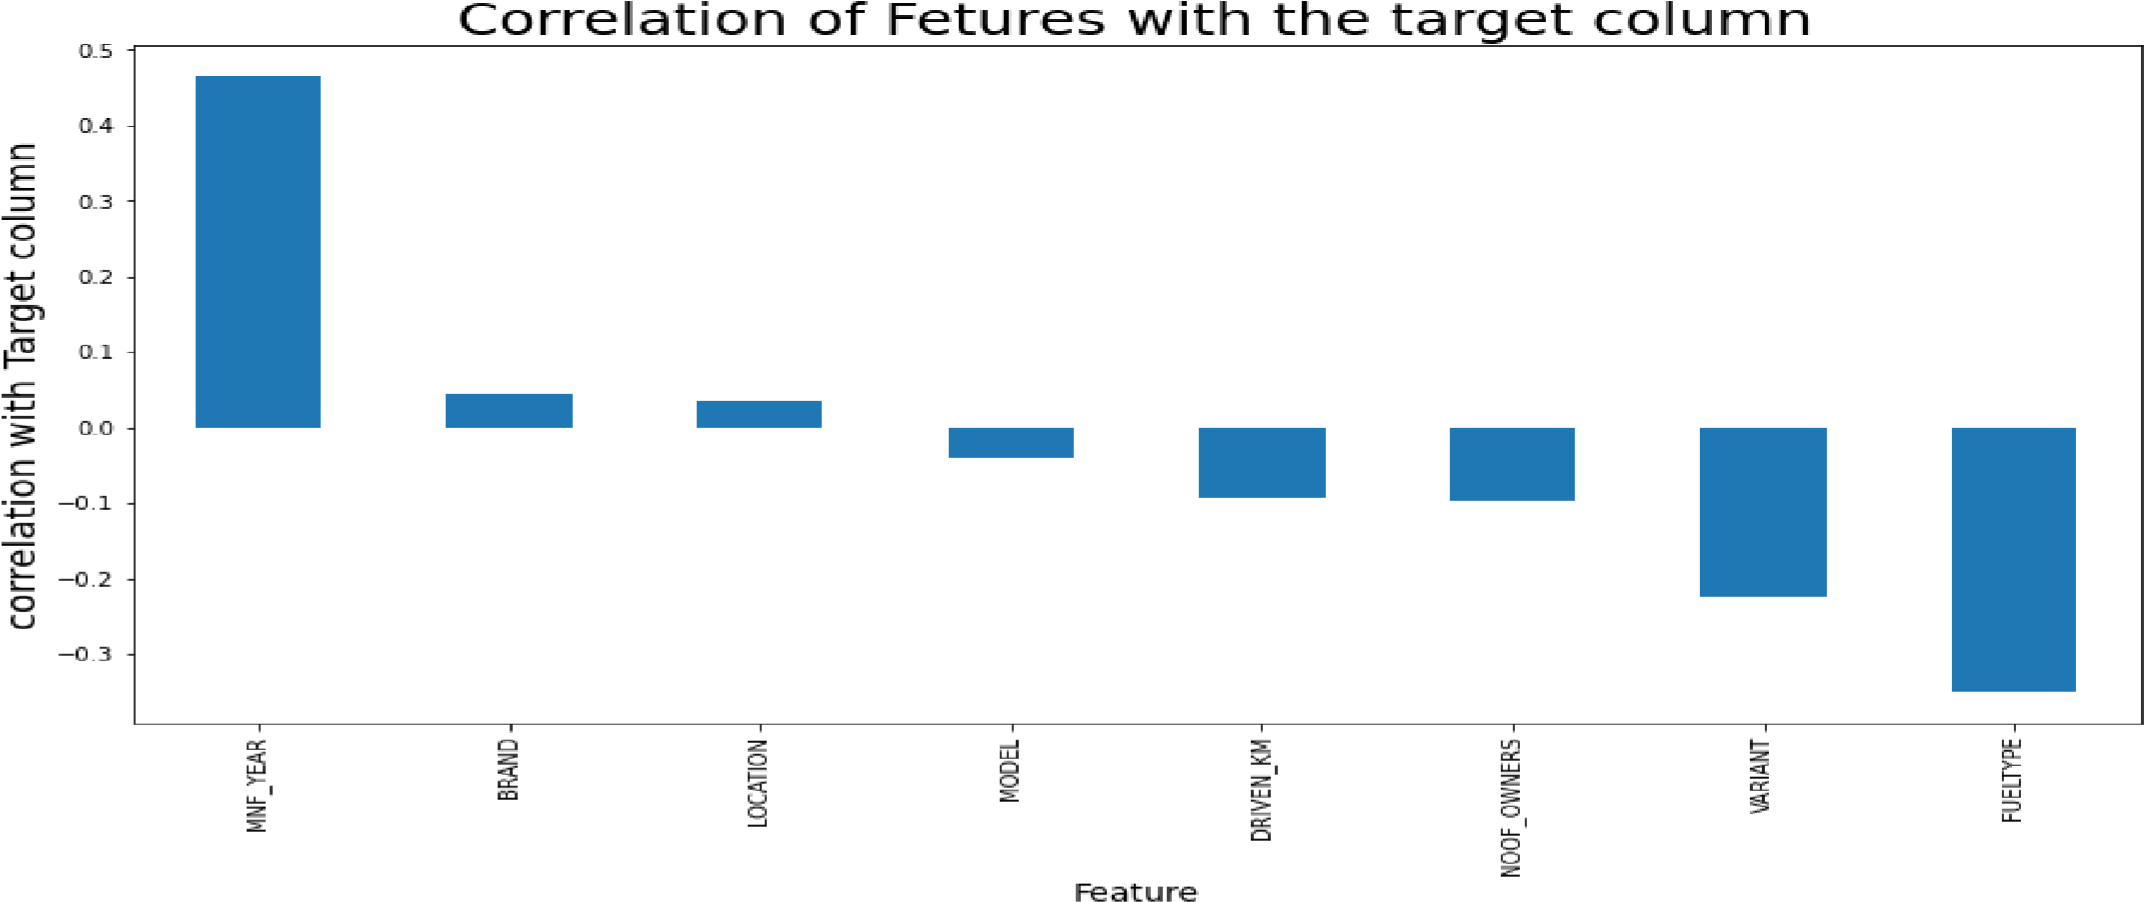 Correlation of Fetures with the target column
correlation with Target column
0.5
0.4
0.3
0.2
0.1
0.0
−0.1
−0.2
−0.3
MNF_YEAR
BRAND
LOCATION
MODEL
DRIVEN_KM
NOOF_OWNERS
VARIANT
FUELTYPE
Feature